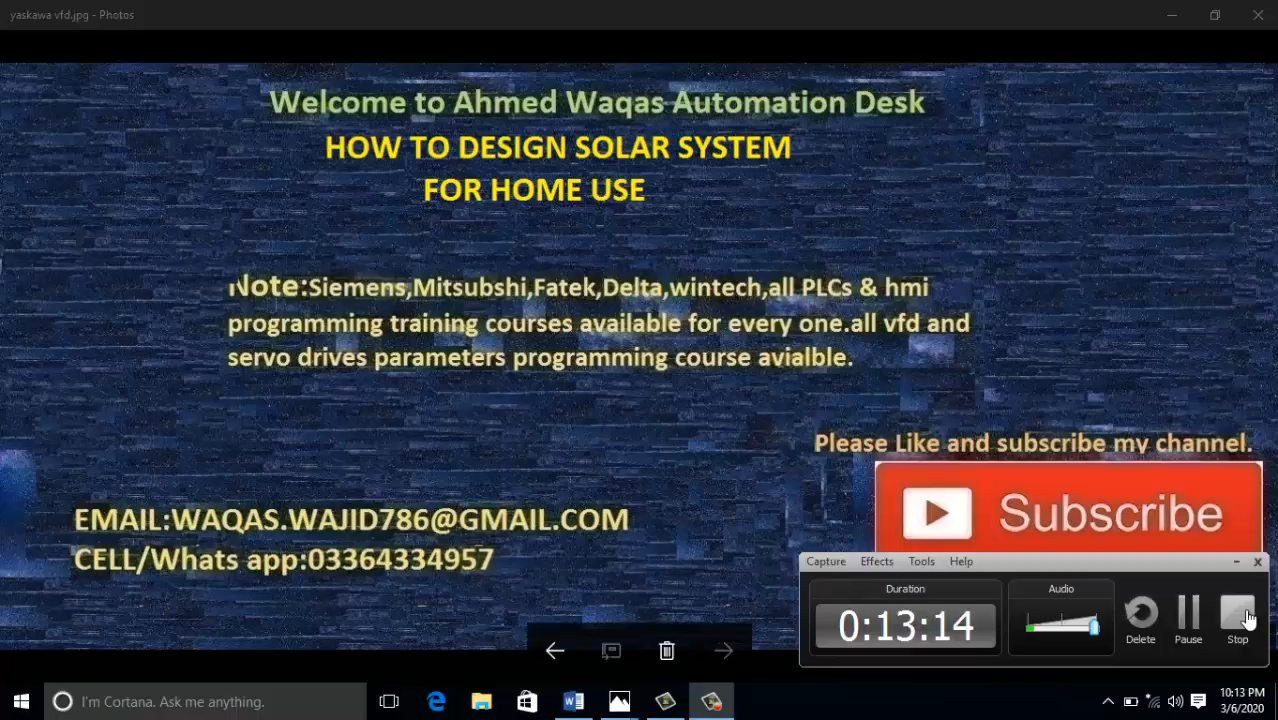 yaskawa vfd.jpg - Photos
Welcome to Ahmed Waqas Automation Desk
HOW TO DESIGN SOLAR SYSTEM
FOR HOME USE
Note:Siemens,Mitsubshi,Fatek,Delta,wintech,all PLCs & hmi
programming training courses available for every one.all vfd and
servo drives parameters programming course avialble.
Please Like and subscribe my channel.
Subscribe
EMAIL:WAQAS.WAJID786@GMAIL.COM
CELL/Whats app:03364334957
Capture Effects Tools Help
Duration
Audio
0:13:14
Delete Pause Stop
I'm Cortana. Ask me anything.
10:13 PM
3/6/2020